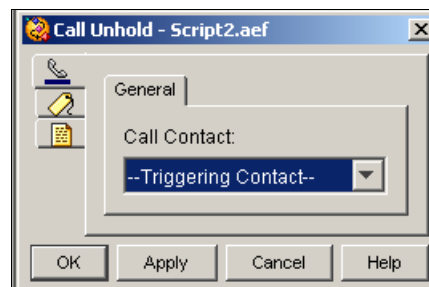 Call Unhold - Script2.aef
General
Call Contact:
--Triggering Contact--
OK Apply Cancel Help